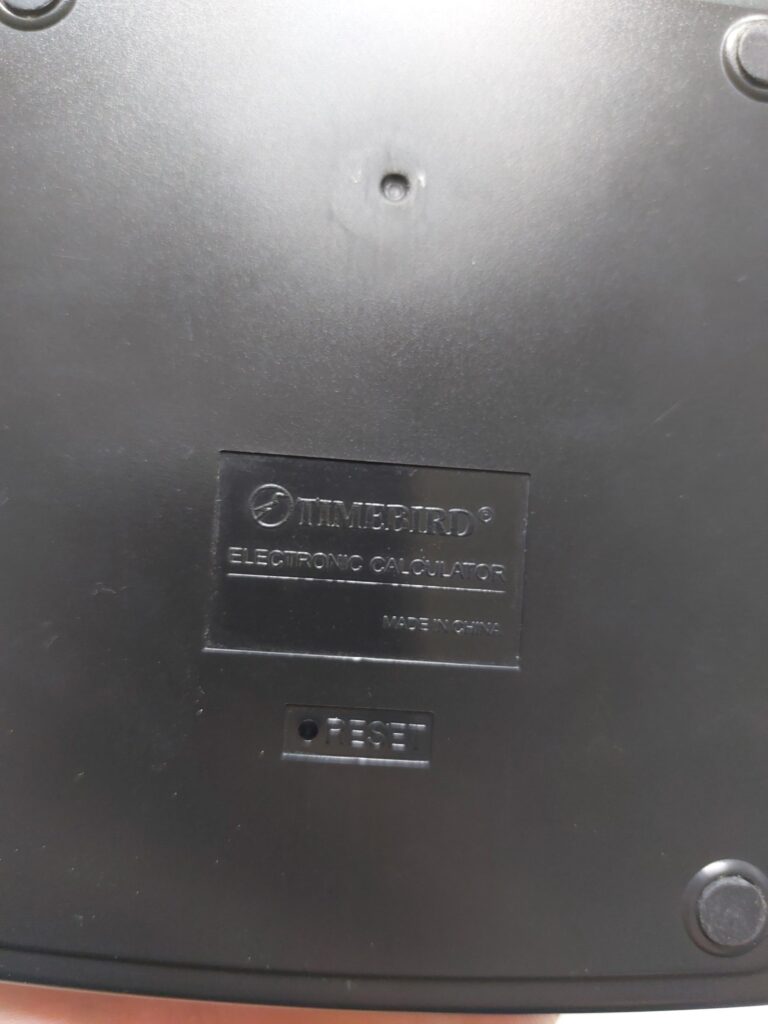 TIMEBIRD®
ELECTRONIC CALCULATOR
MADE IN CHINA
RESET